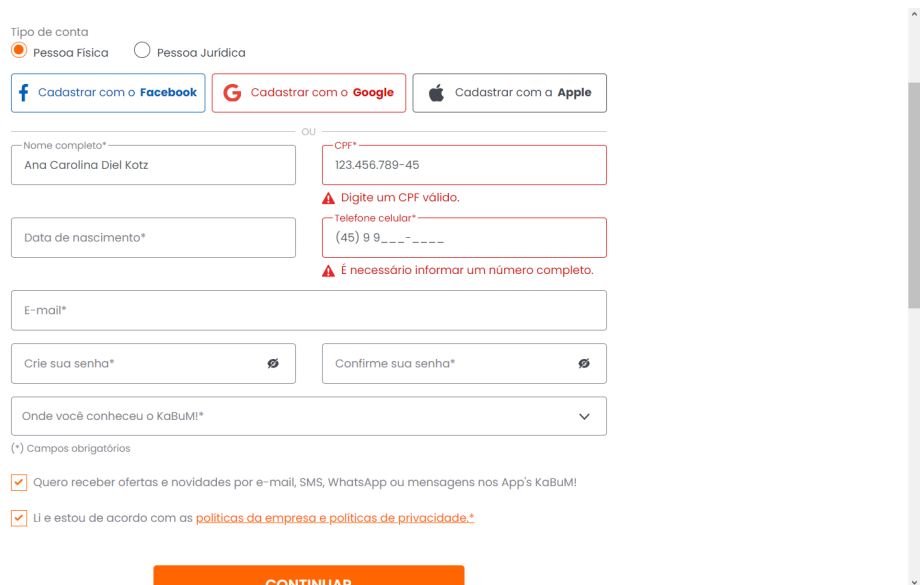 Tipo de conta
Pessoa Física Pessoa Jurídica
Cadastrar com o Facebook Cadastrar com o Google Cadastrar com a Apple
OU
Nome completo* CPF*
Ana Carolina Diel Kotz 123.456.789-45
Digite um CPF válido.
Telefone celular*
Data de nascimento* (45) 9 9___-____
É necessário informar um número completo.
E-mail*
Crie sua senha* Confirme sua senha*
Onde você conheceu o KaBuM!*
(*) Campos obrigatórios
Quero receber ofertas e novidades por e-mail, SMS, WhatsApp ou mensagens nos App's KaBuM!
Li e estou de acordo com as políticas da empresa e políticas de privacidade.*
CONTINUAR